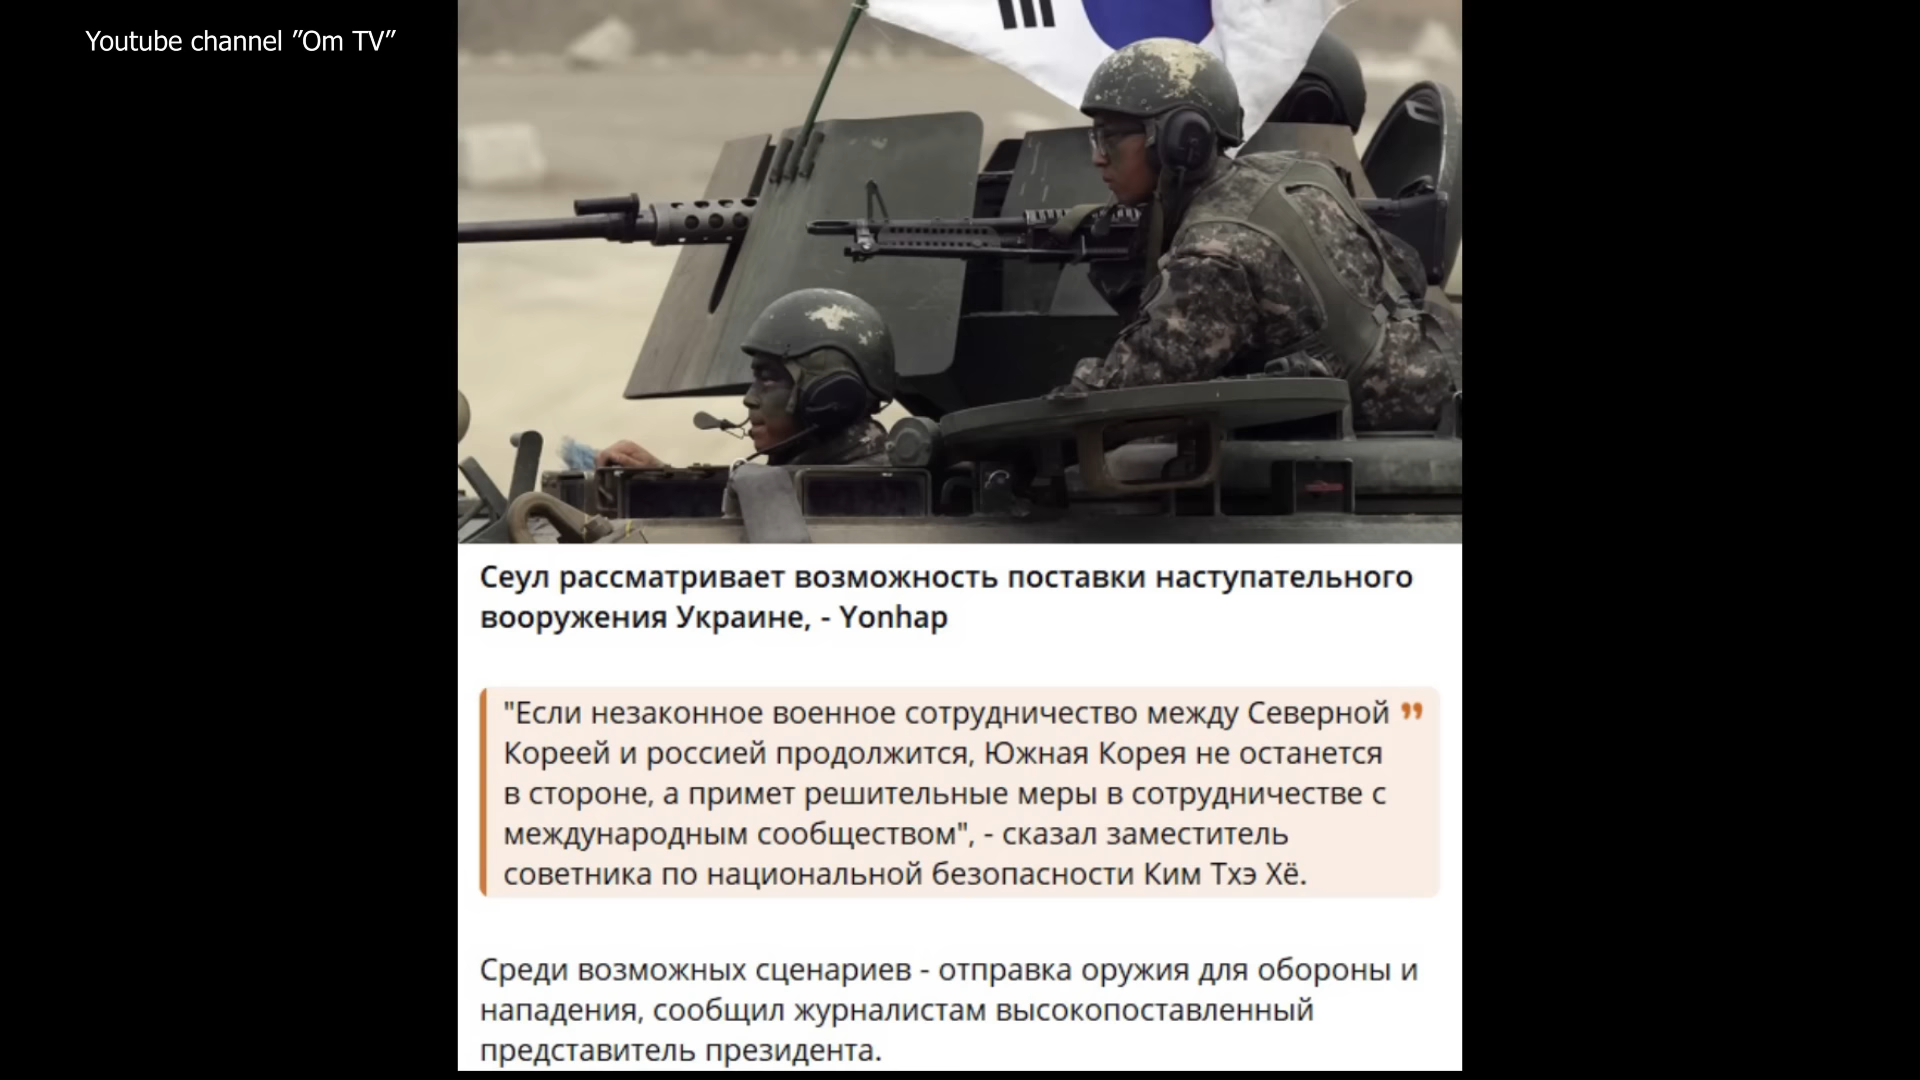 Youtube channel ”Om TV”
Сеул рассматривает возможность поставки наступательного
вооружения Украине, - Yonhap
"Если незаконное военное сотрудничество между Северной
Кореей и россией продолжится, Южная Корея не останется
в стороне, а примет решительные меры в сотрудничестве с
международным сообществом", - сказал заместитель
советника по национальной безопасности Ким Тхэ Хё.
Среди возможных сценариев - отправка оружия для обороны и
нападения, сообщил журналистам высокопоставленный
представитель президента.